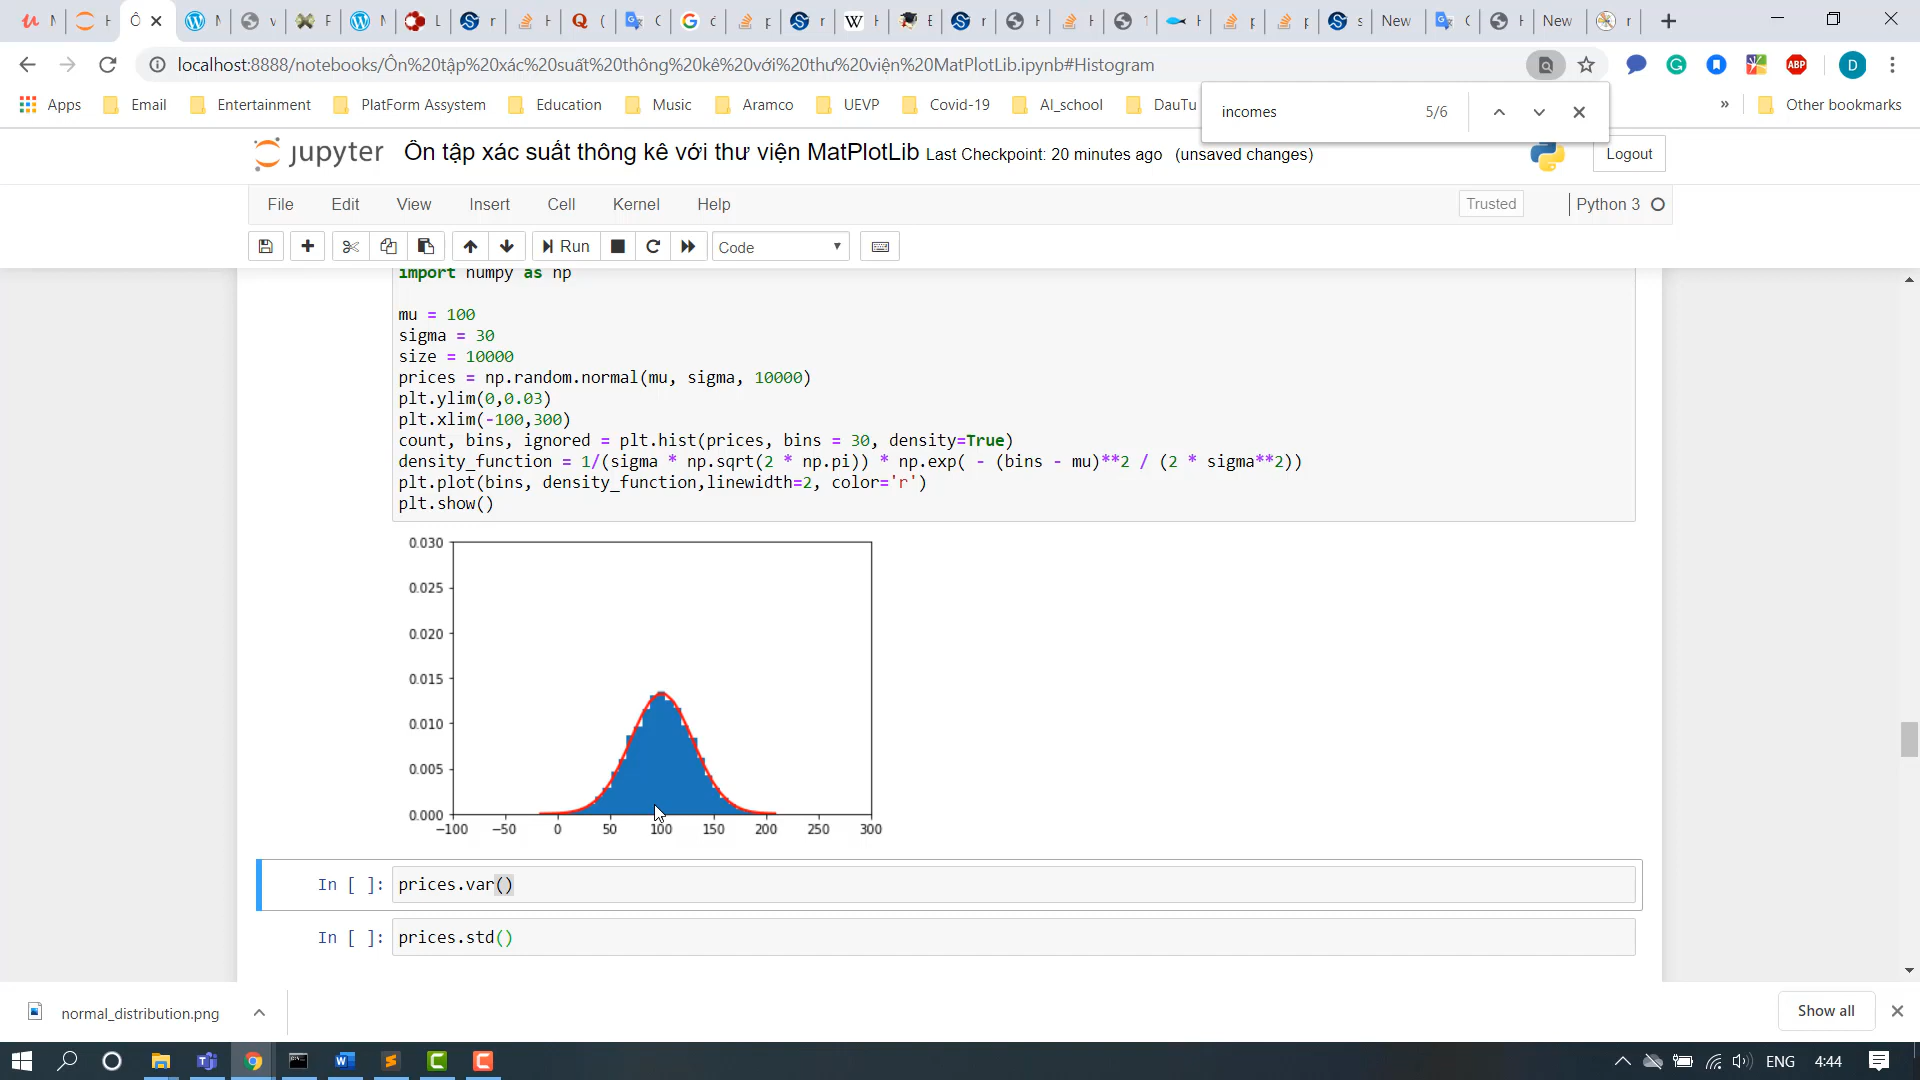 localhost:8888/notebooks/Ôn%20tập%20xác%20suất%20thông%20kê%20với%20thư%20viện%20MatPlotLib.ipynb#Histogram
Apps
Email
Entertainment
PlatForm Assystem
Education
Music
Aramco
UEVP
Covid-19
AI_school
DauTu
»
Other bookmarks
incomes
5/6
jupyter
Ôn tập xác suất thông kê với thư viện MatPlotLib Last Checkpoint: 20 minutes ago (unsaved changes)
Logout
File Edit View Insert Cell Kernel Help
Trusted
Python 3
Run
Code
import numpy as np
mu = 100
sigma = 30
size = 10000
prices = np.random.normal(mu, sigma, 10000)
plt.ylim(0,0.03)
plt.xlim(-100,300)
count, bins, ignored = plt.hist(prices, bins = 30, density=True)
density_function = 1/(sigma * np.sqrt(2 * np.pi)) * np.exp( - (bins - mu)**2 / (2 * sigma**2))
plt.plot(bins, density_function,linewidth=2, color='r')
plt.show()
0.030
0.025
0.020
0.015
0.010
0.005
0.000
−100 −50 0 50 100 150 200 250 300
In [ ]: prices.var()
In [ ]: prices.std()
normal_distribution.png
Show all
ENG
4:44